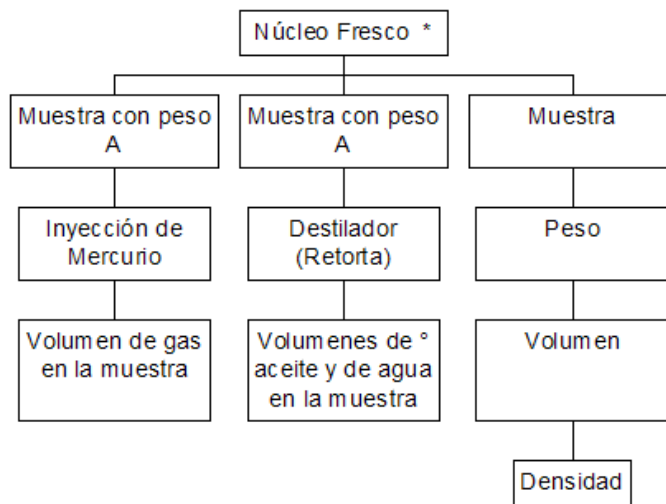 Núcleo Fresco *
Muestra con peso
A
Muestra con peso
A
Muestra
Inyección de
Mercurio
Destilador
(Retorta)
Peso
Volumen de gas
en la muestra
Volumenes de °
aceite y de agua
en la muestra
Volumen
Densidad